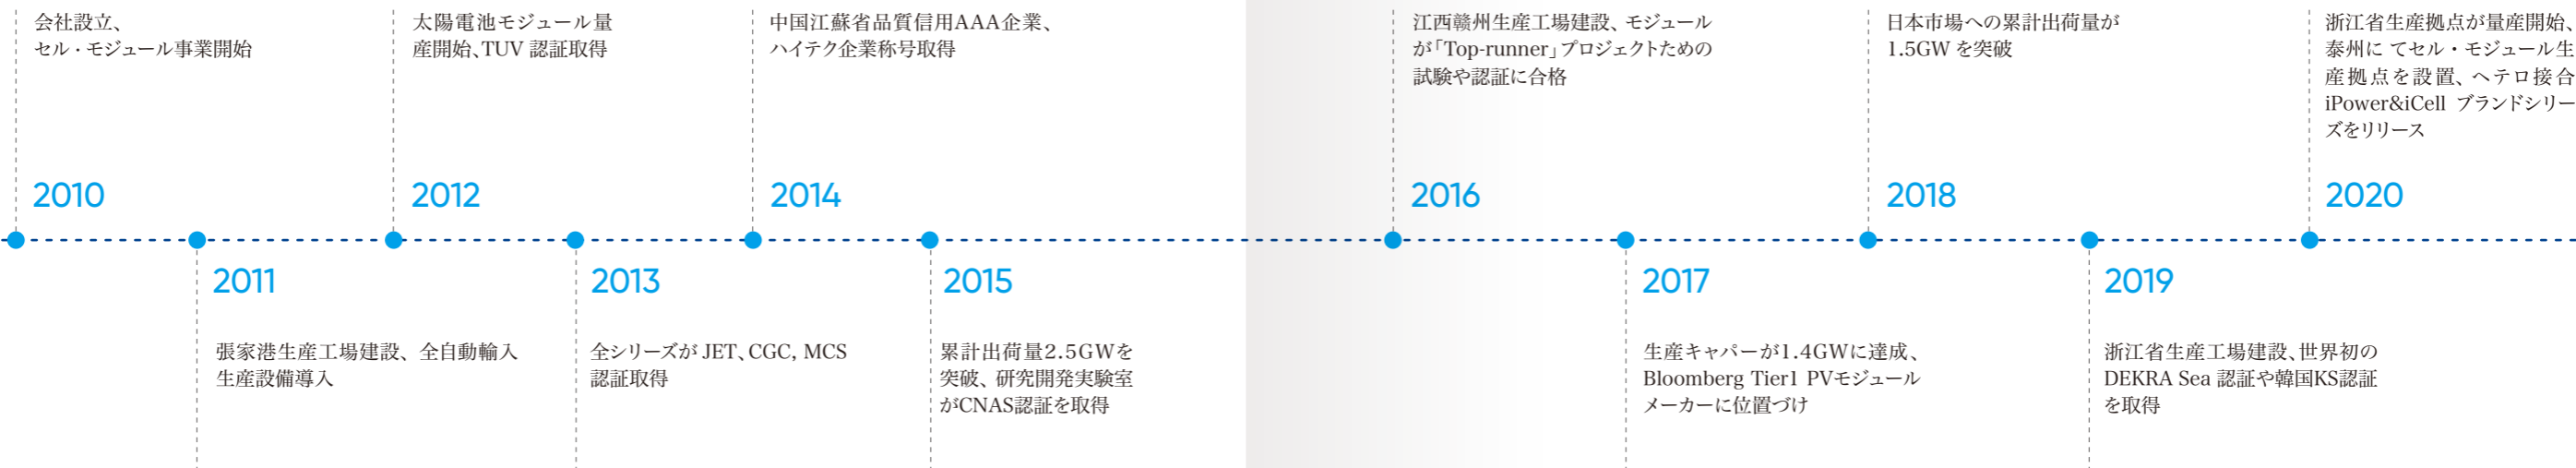 会社設立、
セル・モジュール事業開始
2010
2011
張家港生産工場建設、全自動輸入
生産設備導入
太陽電池モジュール量
産開始、TUV 認証取得
2012
2013
全シリーズが JET、CGC, MCS
認証取得
中国江蘇省品質信用AAA企業、
ハイテク企業称号取得
2014
2015
累計出荷量2.5GWを
突破、研究開発実験室
がCNAS認証を取得
江西赣州生産工場建設、モジュール
が「Top-runner」プロジェクトための
試験や認証に合格
2016
2017
生産キャパーが1.4GWに達成、
Bloomberg Tier1 PVモジュール
メーカーに位置づけ
日本市場への累計出荷量が
1.5GW を突破
2018
2019
浙江省生産工場建設、世界初の
DEKRA Sea 認証や韓国KS認証
を取得
浙江省生産拠点が量産開始、
泰州に てセル・モジュール生
産拠点を設置、ヘテロ接合
iPower&iCell ブランドシリー
ズをリリース
2020